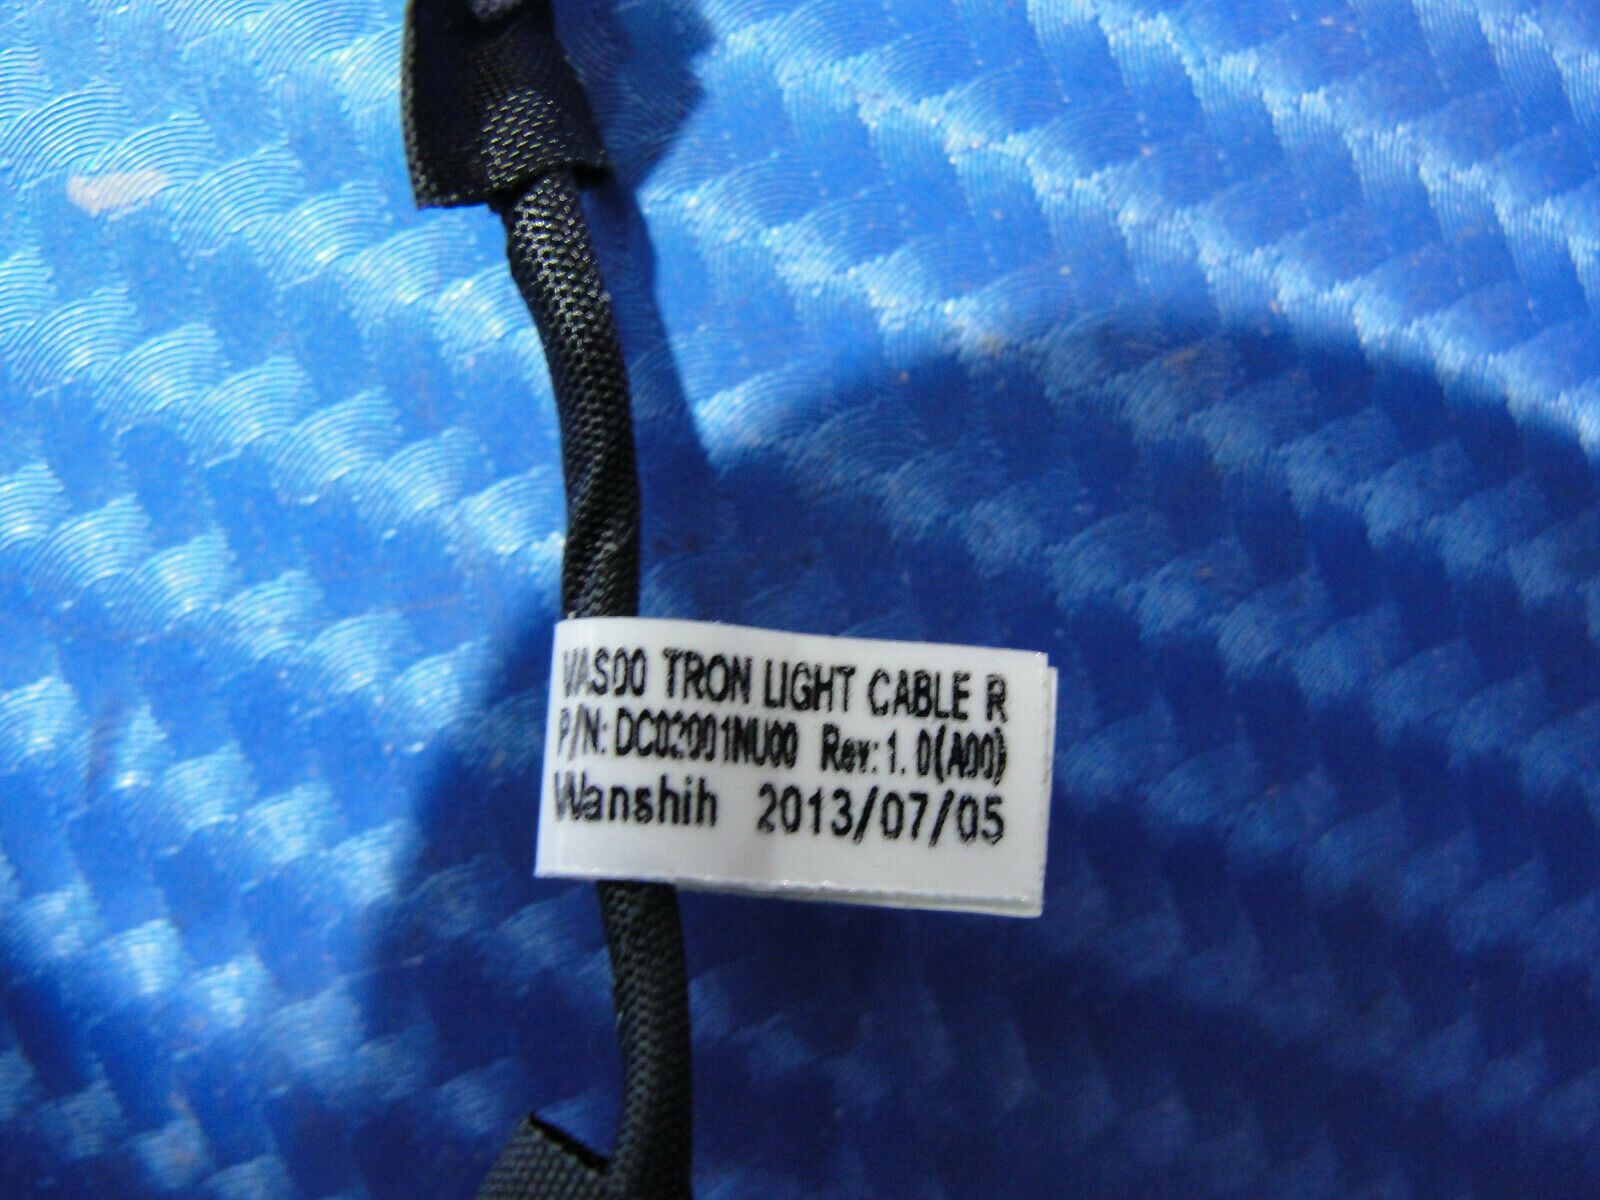 VAS00 TRON LIGHT CABLE R
P/N: DC02001NU00 Rev: 1.0(A00)
Wanshih 2013/07/05